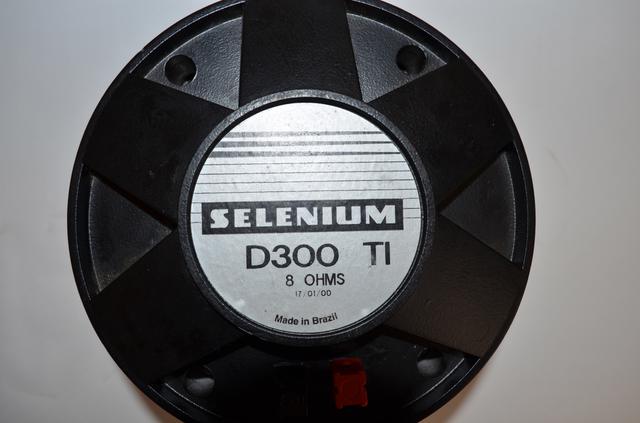 SELENIUM
D300 TI
8 OHMS
17/01/00
Made in Brazil